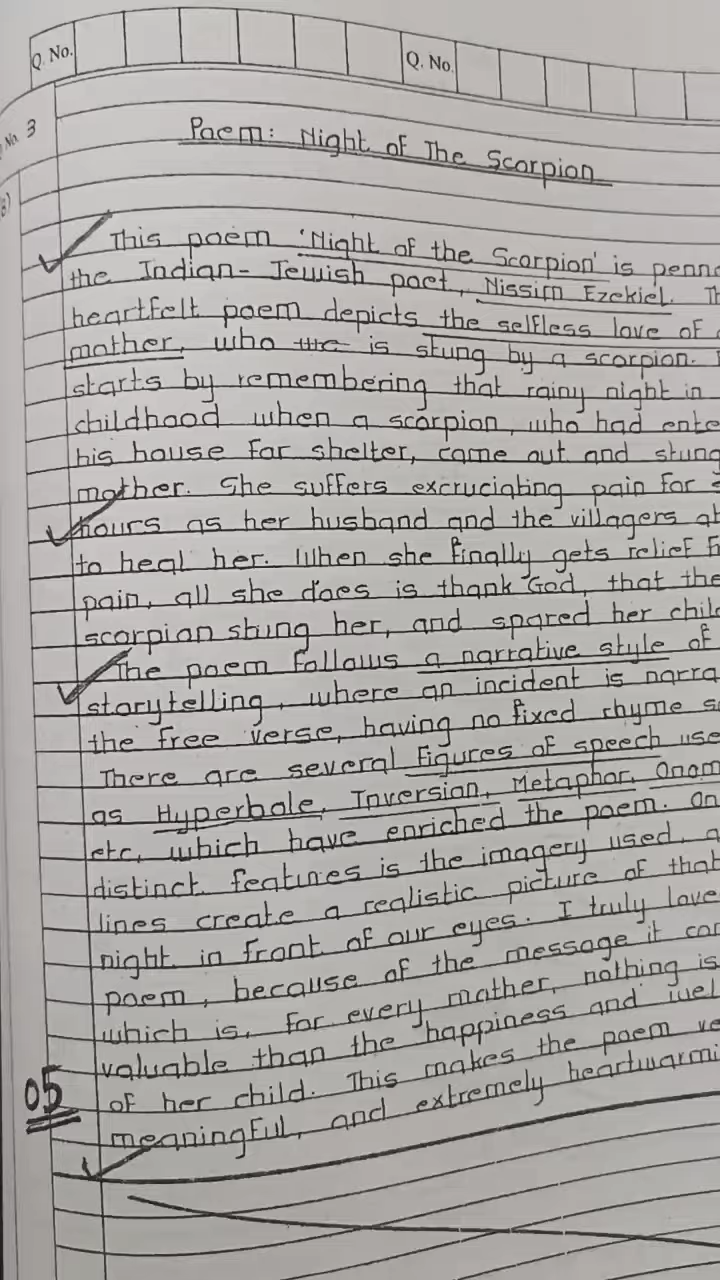 Q. No. Q. No.
No. 3
Poem: Night of The Scorpion
This poem 'Night of the Scorpion' is penn
the Indian-Jewish poet, Nissim Ezekiel. Th
heartfelt poem depicts the selfless love of
mother, who the is stung by a scorpion.
starts by remembering that rainy night in
childhood when a scorpion, who had ente
his house for shelter, came out and stung
mother. She suffers excruciating pain for
hours as her husband and the villagers at
to heal her. When she finally gets relief f
pain, all she does is thank God, that the
scorpian stung her, and spared her chil
The poem follows a narrative style of
storytelling, where an incident is narra
the free verse, having no fixed rhyme s
There are several figures of speech use
as Hyperbole, Inversion, Metaphor, Onom
etc, which have enriched the poem. On
distinct features is the imagery used, a
lines create a realistic picture of that
night in front of our eyes. I truly love
poem, because of the message it con
which is, for every mother, nothing is
valuable than the happiness and wel
of her child. This makes the poem ve
05
meaningful, and extremely heartwarmi